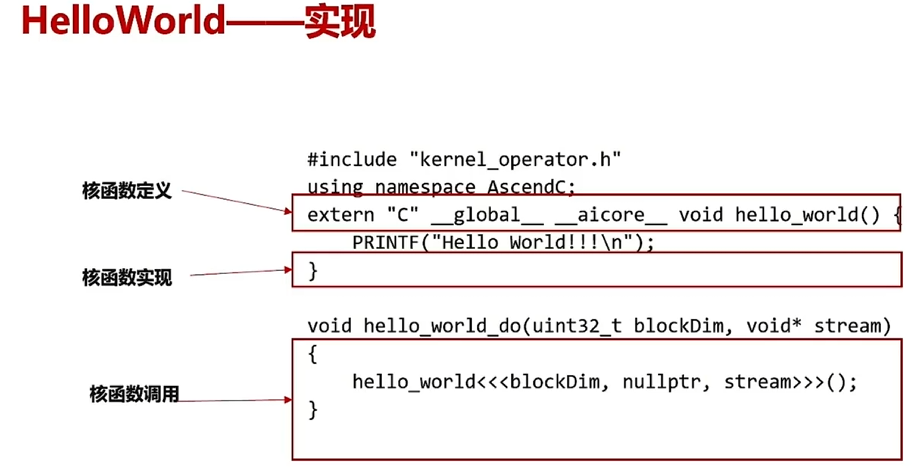 HelloWorld——实现
#include "kernel_operator.h"
核函数定义
using namespace AscendC;
extern "C" __global__ __aicore__ void hello_world() {
PRINTF("Hello World!!!\n");
核函数实现
}
void hello_world_do(uint32_t blockDim, void* stream)
{
核函数调用
hello_world<<<blockDim, nullptr, stream>>>();
}